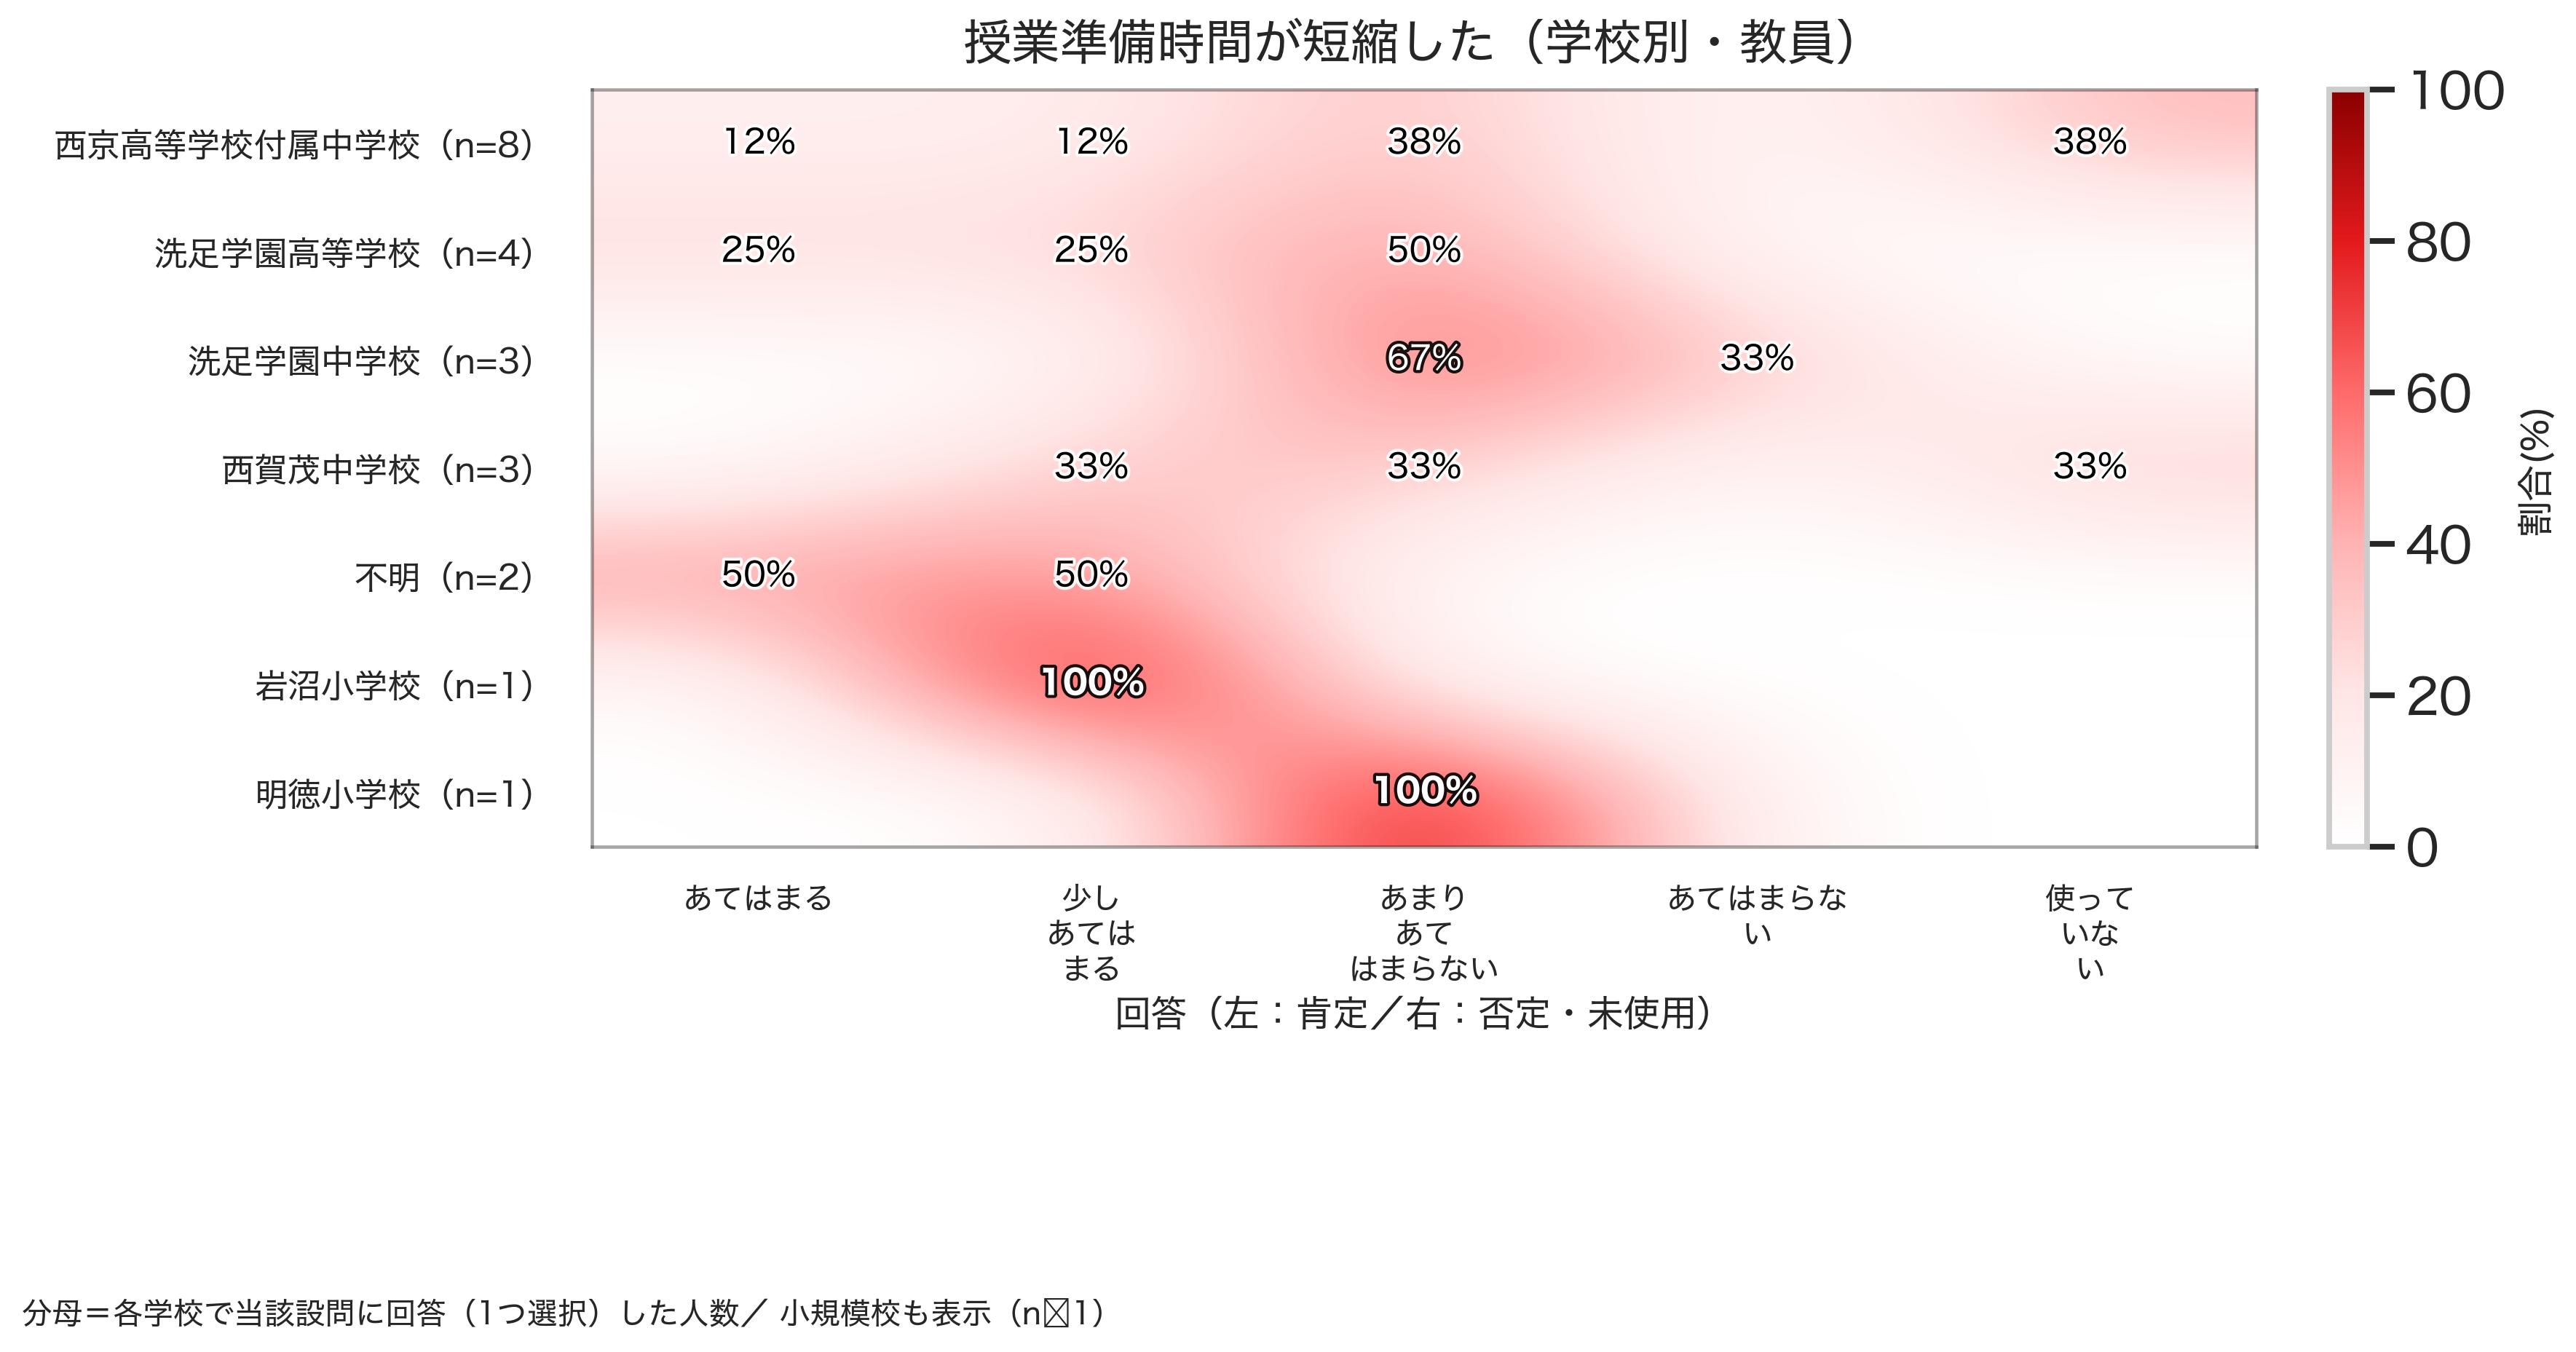 授業準備時間が短縮した（学校別・教員）
西京高等学校付属中学校（n=8）
12%
12%
38%
38%
洗足学園高等学校（n=4）
25%
25%
50%
洗足学園中学校（n=3）
67%
33%
西賀茂中学校（n=3）
33%
33%
33%
不明（n=2）
50%
50%
岩沼小学校（n=1）
100%
明徳小学校（n=1）
100%
あてはまる
少し
あては
まる
あまり
あて
はまらない
あてはまらな
い
使って
いな
い
回答（左：肯定／右：否定・未使用）
100
80
60
40
20
0
割合(%)
分母＝各学校で当該設問に回答（1つ選択）した人数／ 小規模校も表示（n☒1）